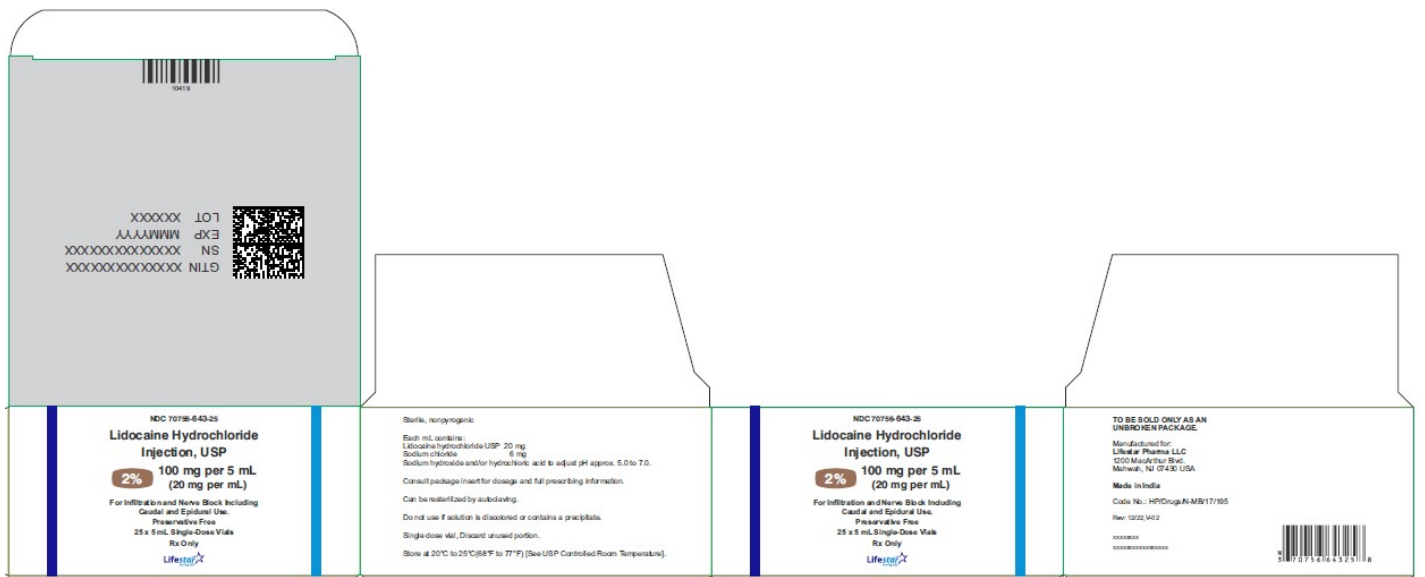 10419
GTIN XXXXXXXXXXXXXX
SN XXXXXXXXXXXXXX
EXP MMMYYYY
LOT XXXXXX
NDC 70756-643-25
Lidocaine Hydrochloride
Injection, USP
2%
100 mg per 5 mL
(20 mg per mL)
For Infiltration and Nerve Block Including
Caudal and Epidural Use.
Preservative Free
25 x 5 mL Single-Dose Vials
Rx Only
Lifestar
Sterile, nonpyrogenic
Each mL contains:
Lidocaine hydrochloride USP 20 mg
Sodium chloride 6 mg
Sodium hydroxide and/or hydrochloric acid to adjust pH approx. 5.0 to 7.0.
Consult package insert for dosage and full prescribing information.
Can be resterilized by autoclaving.
Do not use if solution is discolored or contains a precipitate.
Single dose vial, Discard unused portion.
Store at 20°C to 25°C(68°F to 77°F) [See USP Controlled Room Temperature].
NDC 70756-643-25
Lidocaine Hydrochloride
Injection, USP
2%
100 mg per 5 mL
(20 mg per mL)
For Infiltration and Nerve Block Including
Caudal and Epidural Use.
Preservative Free
25 x 5 mL Single-Dose Vials
Rx Only
Lifestar
TO BE SOLD ONLY AS AN
UNBROKEN PACKAGE.
Manufactured for:
Lifestar Pharma LLC
1200 MacArthur Blvd.
Mahwah, NJ 07430 USA
Made in India
Code No.: HP/Drugs/N-MB/17/195
Rev: 12/22,V-02
XXXXXXXX
XXXXXXXXXXXXXXXX
N
3 70756 64325 8